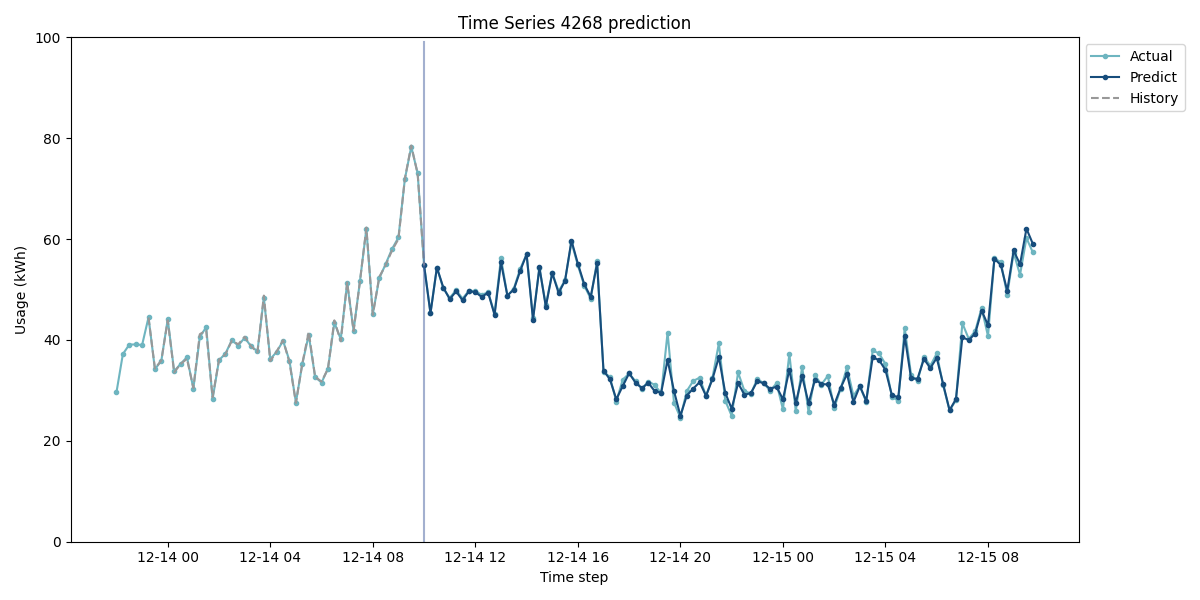 Time Series 4268 prediction
Actual
Predict
History
Usage (kWh)
100
80
60
40
20
0
12-14 00 12-14 04 12-14 08 12-14 12 12-14 16 12-14 20 12-15 00 12-15 04 12-15 08
Time step